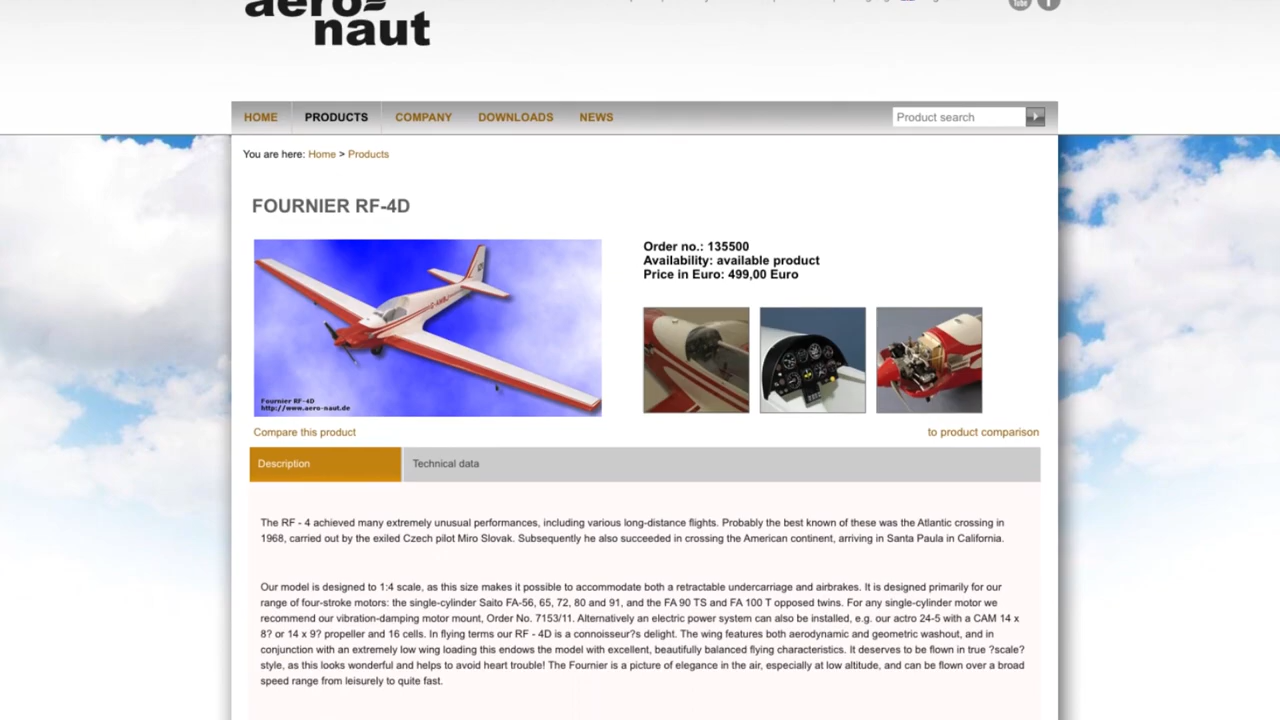 aero=
naut
HOME PRODUCTS COMPANY DOWNLOADS NEWS Product search
You are here: Home > Products
FOURNIER RF-4D
Order no.: 135500
Availability: available product
Price in Euro: 499,00 Euro
Fournier RF-4D
http://www.aero-naut.de
Compare this product
to product comparison
Description Technical data
The RF - 4 achieved many extremely unusual performances, including various long-distance flights. Probably the best known of these was the Atlantic crossing in
1968, carried out by the exiled Czech pilot Miro Slovak. Subsequently he also succeeded in crossing the American continent, arriving in Santa Paula in California.
Our model is designed to 1:4 scale, as this size makes it possible to accommodate both a retractable undercarriage and airbrakes. It is designed primarily for our
range of four-stroke motors: the single-cylinder Saito FA-56, 65, 72, 80 and 91, and the FA 90 TS and FA 100 T opposed twins. For any single-cylinder motor we
recommend our vibration-damping motor mount, Order No. 7153/11. Alternatively an electric power system can also be installed, e.g. our actro 24-5 with a CAM 14 x
8? or 14 x 9? propeller and 16 cells. In flying terms our RF - 4D is a connoisseur?s delight. The wing features both aerodynamic and geometric washout, and in
conjunction with an extremely low wing loading this endows the model with excellent, beautifully balanced flying characteristics. It deserves to be flown in true ?scale?
style, as this looks wonderful and helps to avoid heart trouble! The Fournier is a picture of elegance in the air, especially at low altitude, and can be flown over a broad
speed range from leisurely to quite fast.